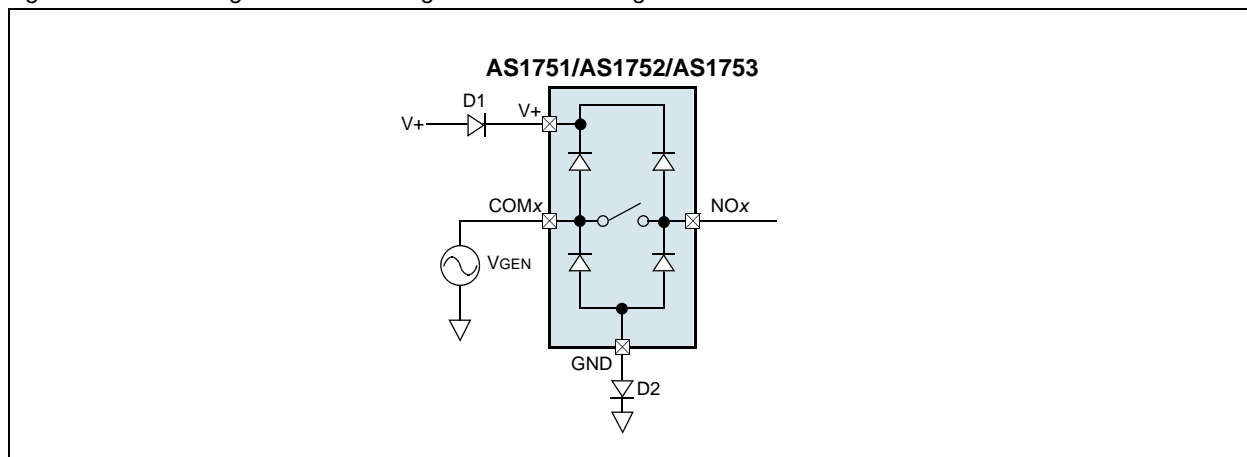 AS1751/AS1752/AS1753
D1
V+
V+
COMx
NOx
VGEN
GND
D2